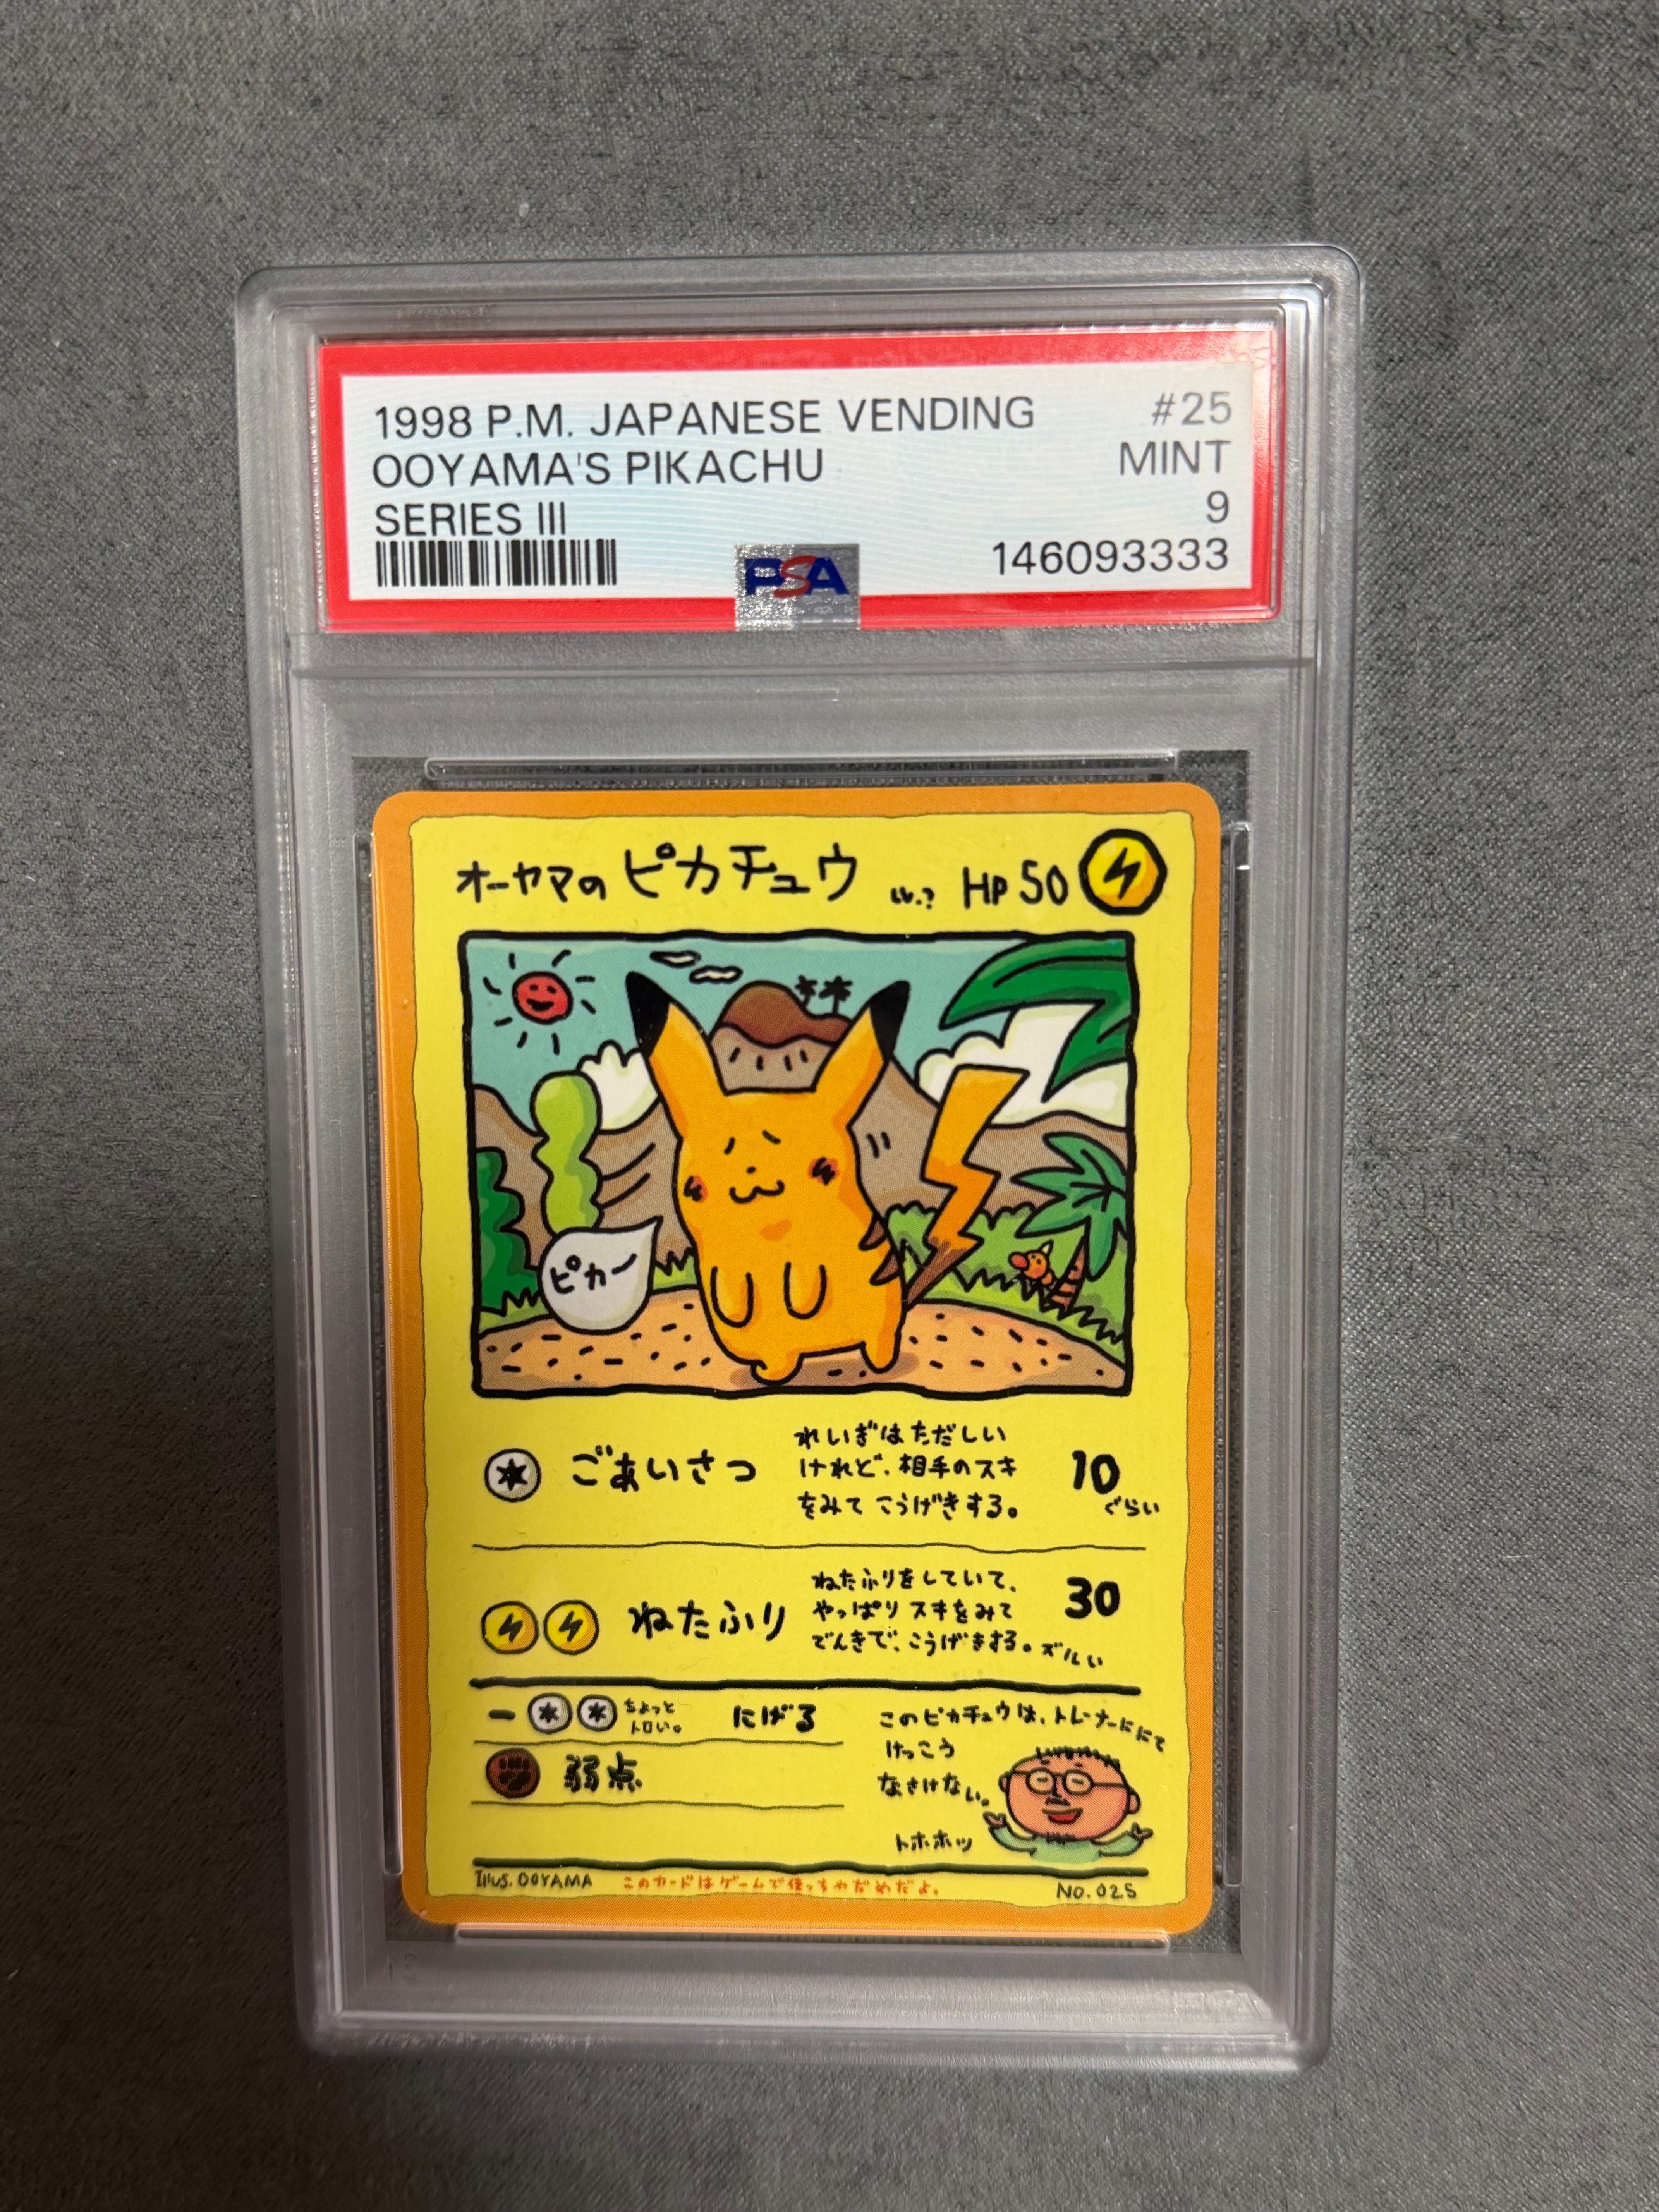 1998 P.M. JAPANESE VENDING #25
OOYAMA'S PIKACHU MINT
SERIES III 9
PSA 146093333
オーヤマの ピカチュウ LV.? HP 50
ピカー
ごあいさつ
れいぎはただしい
けれど、相手のスキ
をみて こうげきする。
10
ぐらい
ねたふり
ねたふりをしていて、
やっぱり スキをみて
でんきで、こうげきする。ズルい
30
ー ちょっと
トロい。
にげる
弱点
このピカチュウは、トレーナーににて
けっこう
なさけない。
トホホッ
Illus. OOYAMA このカードはゲームで使っちゃだめだよ。 NO. 025